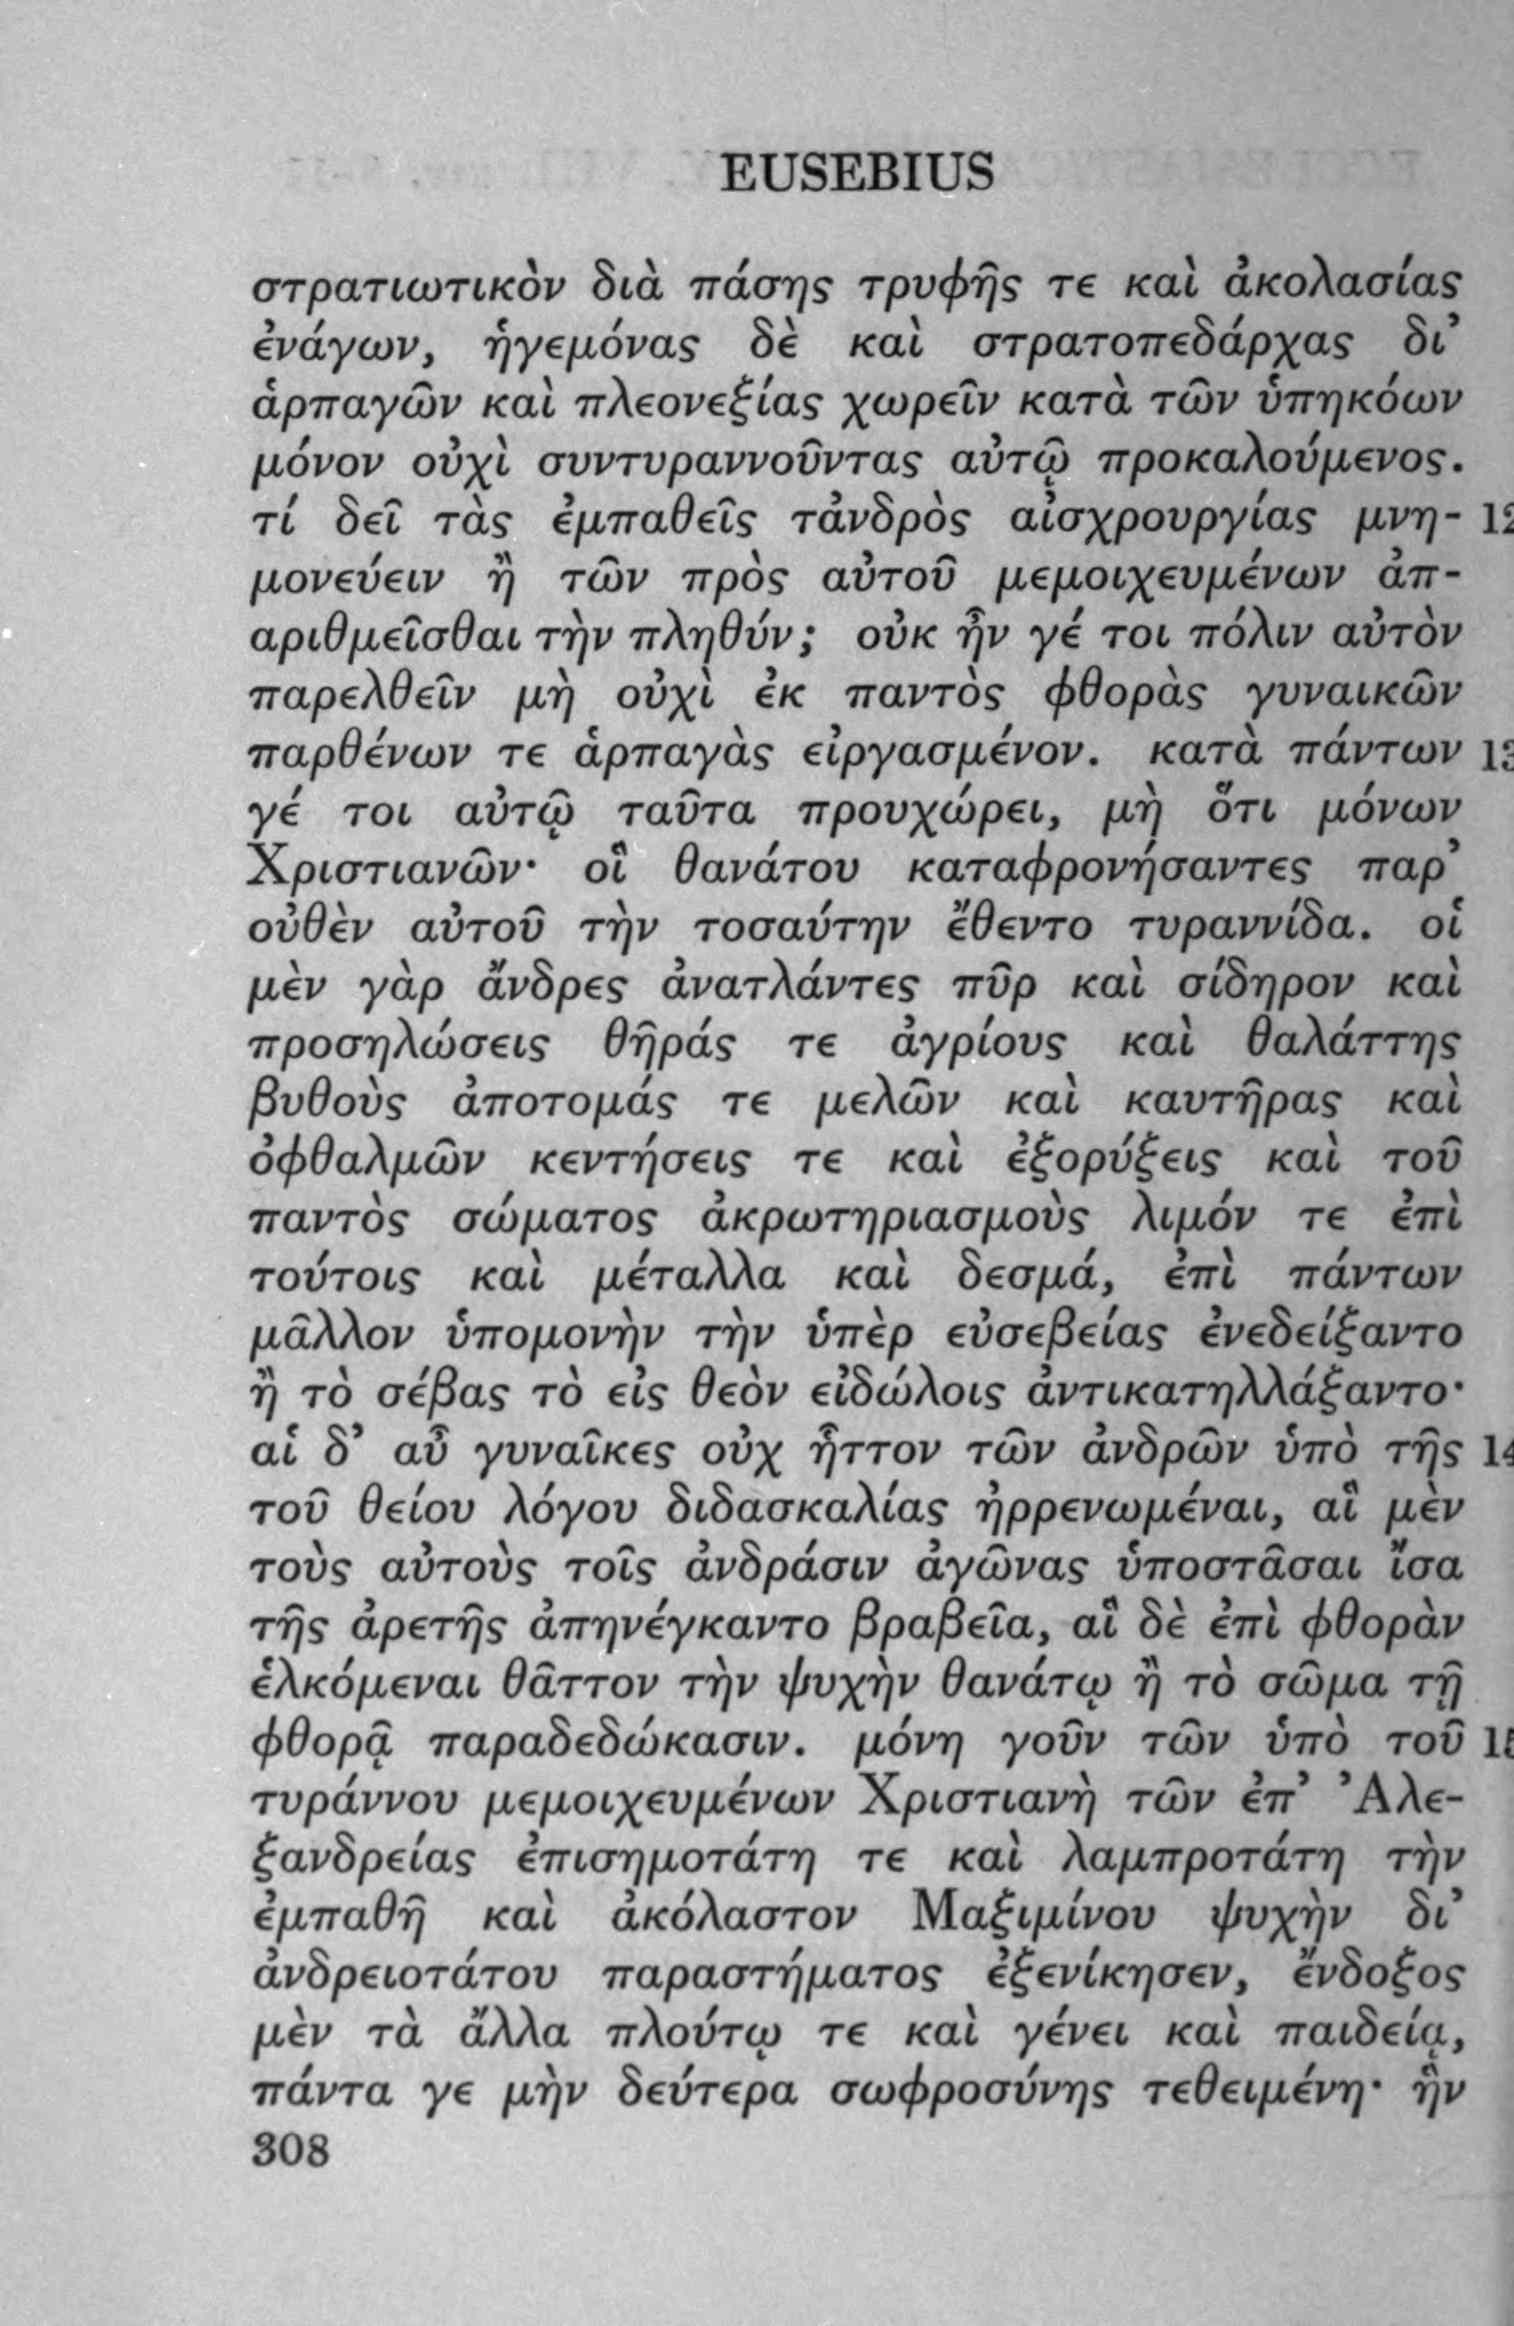 EUSEBIUS
στρατιωτικὸν διὰ πάσης τρυφῆς τε καὶ ἀκολασίας
ἐνάγων, ἡγεμόνας δὲ καὶ στρατοπεδάρχας δι’
ἁρπαγῶν καὶ πλεονεξίας χωρεῖν κατὰ τῶν ὑπηκόων
μόνον οὐχὶ συντυραννοῦντας αὐτῷ προκαλούμενος.
τί δεῖ τὰς ἐμπαθεῖς τἀνδρὸς αἰσχρουργίας μνη- 12
μονεύειν ἢ τῶν πρὸς αὐτοῦ μεμοιχευμένων ἀπ-
αριθμεῖσθαι τὴν πληθύν; οὐκ ἦν γέ τοι πόλιν αὐτὸν
παρελθεῖν μὴ οὐχὶ ἐκ παντὸς φθορὰς γυναικῶν
παρθένων τε ἁρπαγὰς εἰργασμένον. κατὰ πάντων 13
γέ τοι αὐτῷ ταῦτα προυχώρει, μὴ ὅτι μόνων
Χριστιανῶν· οἳ θανάτου καταφρονήσαντες παρ’
οὐθὲν αὐτοῦ τὴν τοσαύτην ἔθεντο τυραννίδα. οἱ
μὲν γὰρ ἄνδρες ἀνατλάντες πῦρ καὶ σίδηρον καὶ
προσηλώσεις θῆράς τε ἀγρίους καὶ θαλάττης
βυθοὺς ἀποτομάς τε μελῶν καὶ καυτῆρας καὶ
ὀφθαλμῶν κεντήσεις τε καὶ ἐξορύξεις καὶ τοῦ
παντὸς σώματος ἀκρωτηριασμοὺς λιμόν τε ἐπὶ
τούτοις καὶ μέταλλα καὶ δεσμά, ἐπὶ πάντων
μᾶλλον ὑπομονὴν τὴν ὑπὲρ εὐσεβείας ἐνεδείξαντο
ἢ τὸ σέβας τὸ εἰς θεὸν εἰδώλοις ἀντικατηλλάξαντο·
αἱ δ’ αὖ γυναῖκες οὐχ ἧττον τῶν ἀνδρῶν ὑπὸ τῆς 14
τοῦ θείου λόγου διδασκαλίας ἠρρενωμέναι, αἳ μὲν
τοὺς αὐτοὺς τοῖς ἀνδράσιν ἀγῶνας ὑποστᾶσαι ἴσα
τῆς ἀρετῆς ἀπηνέγκαντο βραβεῖα, αἳ δὲ ἐπὶ φθορὰν
ἑλκόμεναι θᾶττον τὴν ψυχὴν θανάτῳ ἢ τὸ σῶμα τῇ
φθορᾷ παραδεδώκασιν. μόνη γοῦν τῶν ὑπὸ τοῦ 15
τυράννου μεμοιχευμένων Χριστιανὴ τῶν ἐπ’ Ἀλε-
ξανδρείας ἐπισημοτάτη τε καὶ λαμπροτάτη τὴν
ἐμπαθῆ καὶ ἀκόλαστον Μαξιμίνου ψυχὴν δι’
ἀνδρειοτάτου παραστήματος ἐξενίκησεν, ἔνδοξος
μὲν τὰ ἄλλα πλούτῳ τε καὶ γένει καὶ παιδείᾳ,
πάντα γε μὴν δεύτερα σωφροσύνης τεθειμένη· ἣν
308